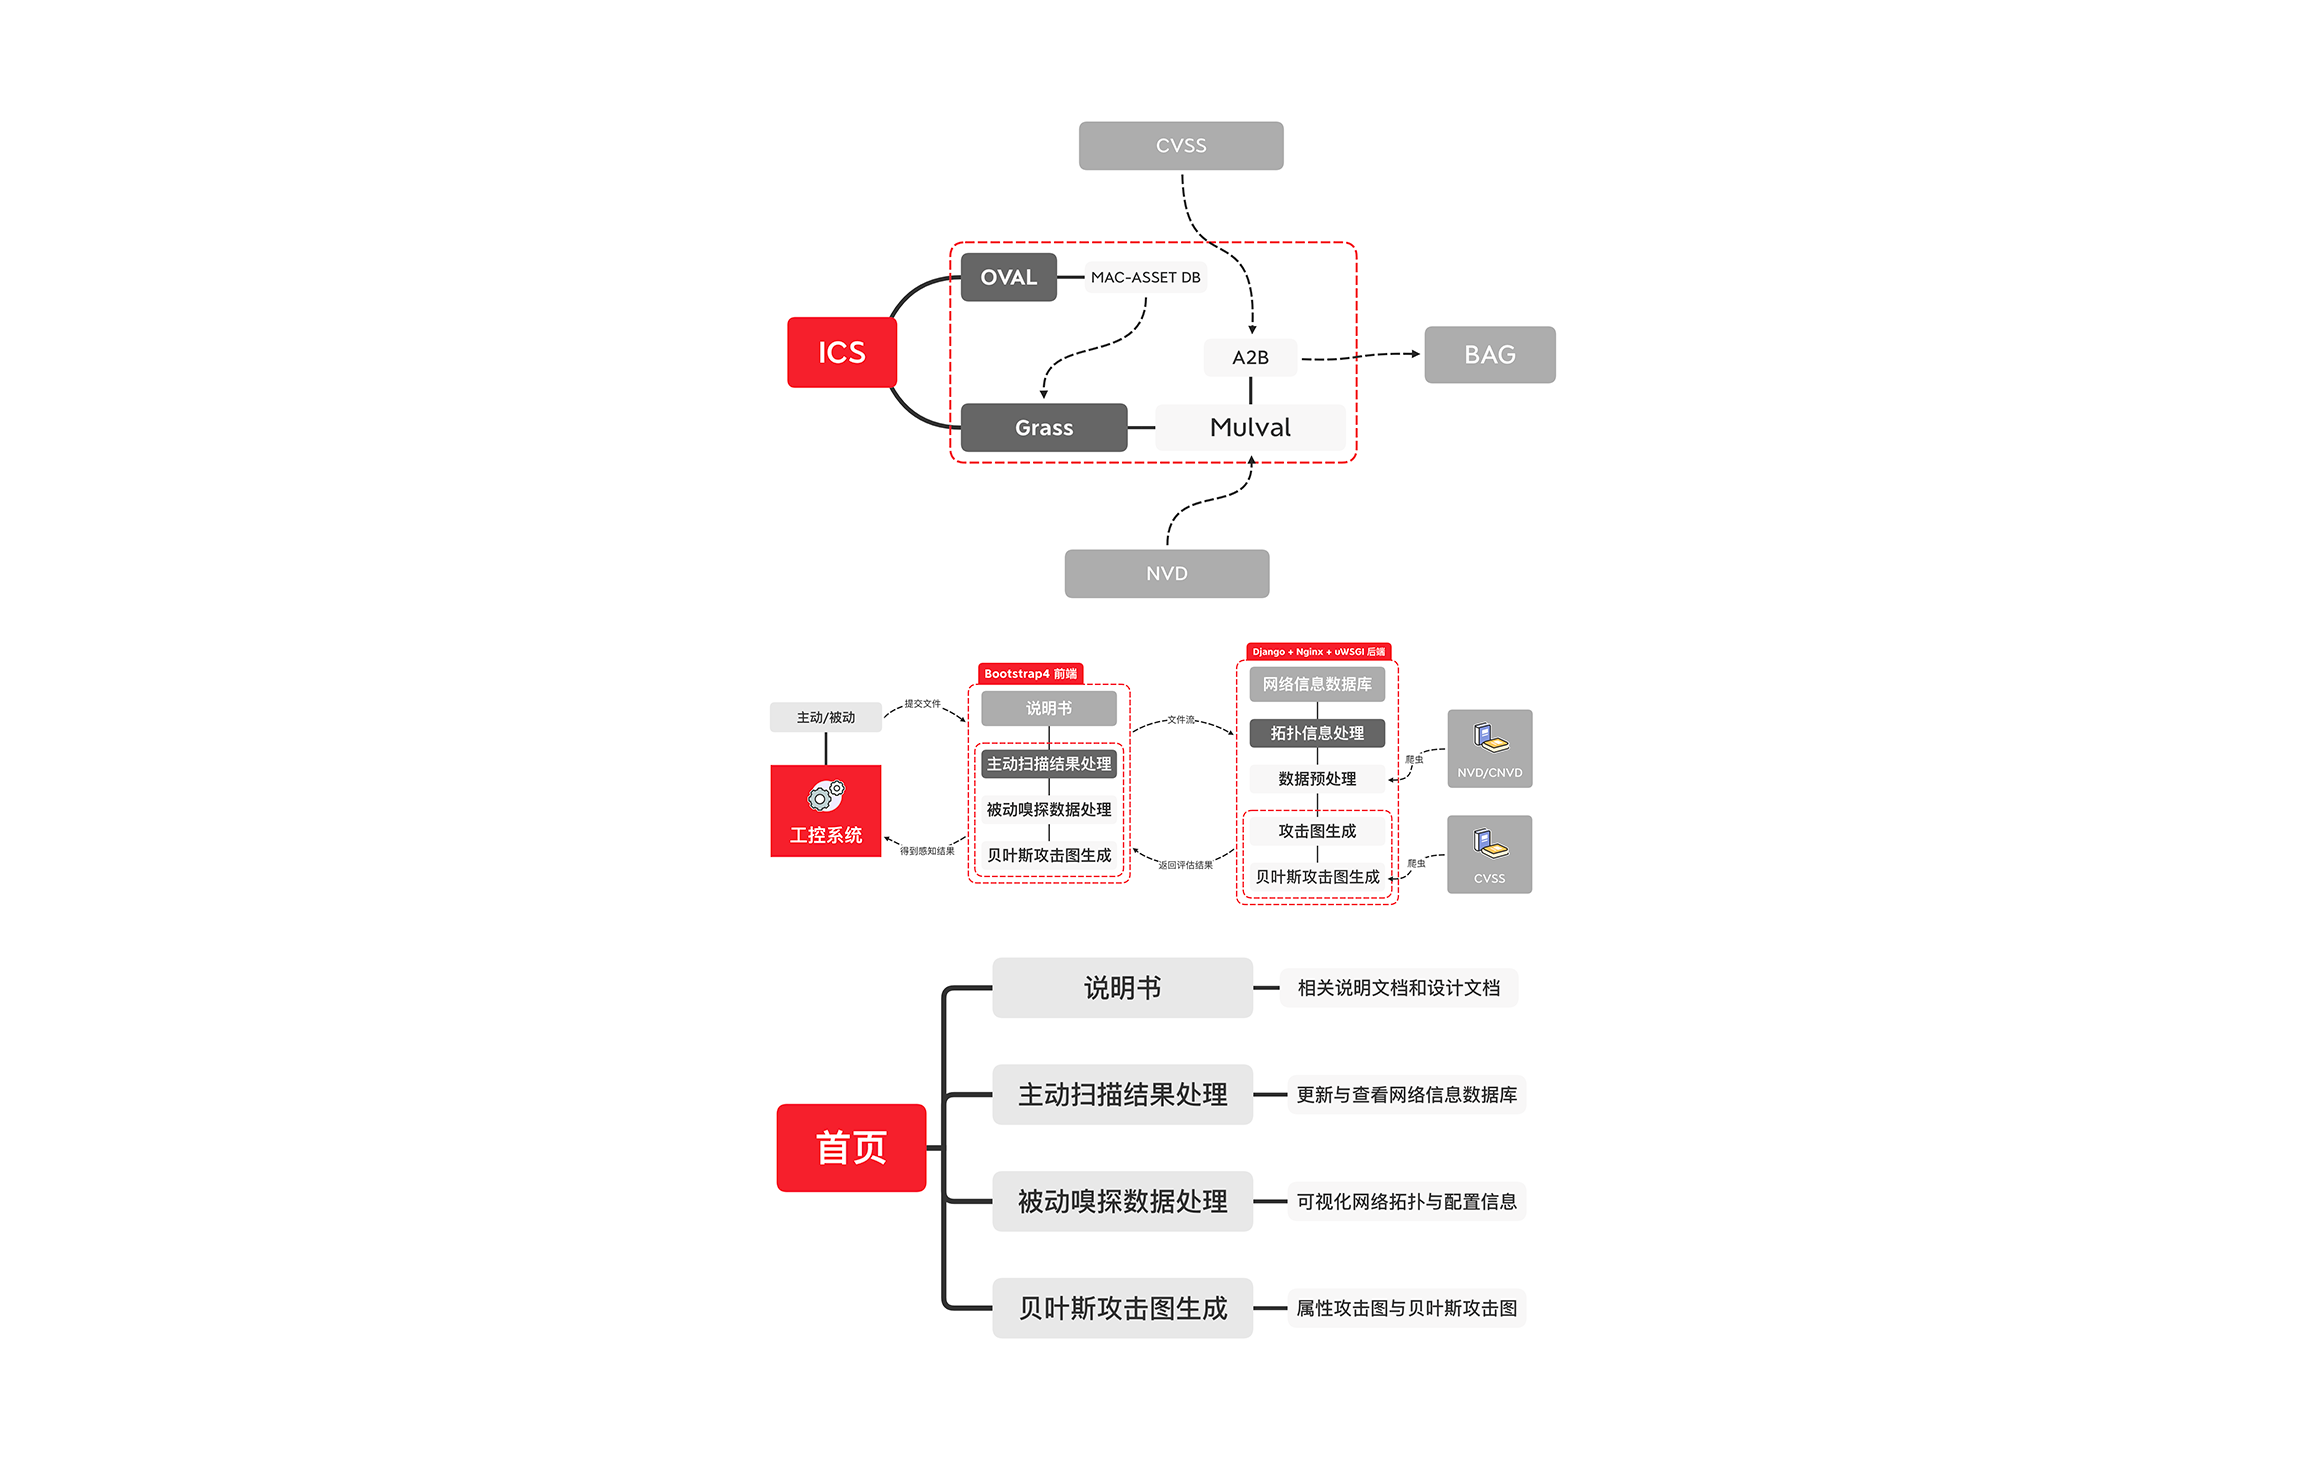 CVSS
OVAL
MAC-ASSET DB
ICS
A2B
BAG
Grass
Mulval
NVD
Bootstrap4 前端
Django + Nginx + uWSGI 后端
主动/被动
提交文件
工控系统
得到感知结果
说明书
主动扫描结果处理
被动嗅探数据处理
贝叶斯攻击图生成
文件流
返回评估结果
网络信息数据库
拓扑信息处理
数据预处理
攻击图生成
贝叶斯攻击图生成
爬虫
NVD/CNVD
爬虫
CVSS
首页
说明书
相关说明文档和设计文档
主动扫描结果处理
更新与查看网络信息数据库
被动嗅探数据处理
可视化网络拓扑与配置信息
贝叶斯攻击图生成
属性攻击图与贝叶斯攻击图